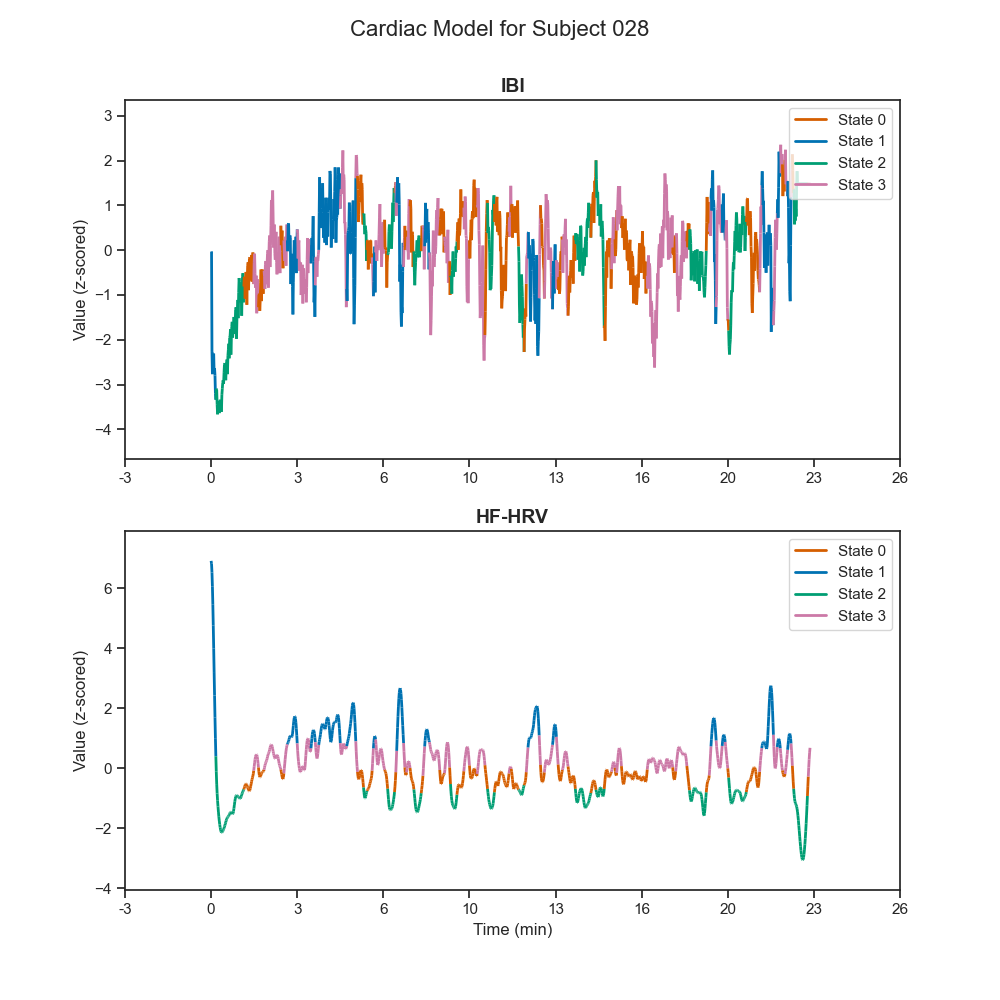 Cardiac Model for Subject 028
IBI
Value (z-scored)
3
2
1
0
−1
−2
−3
−4
State 0
State 1
State 2
State 3
-3
0
3
6
10
13
16
20
23
26
HF-HRV
Value (z-scored)
6
4
2
0
−2
−4
State 0
State 1
State 2
State 3
-3
0
3
6
10
13
16
20
23
26
Time (min)